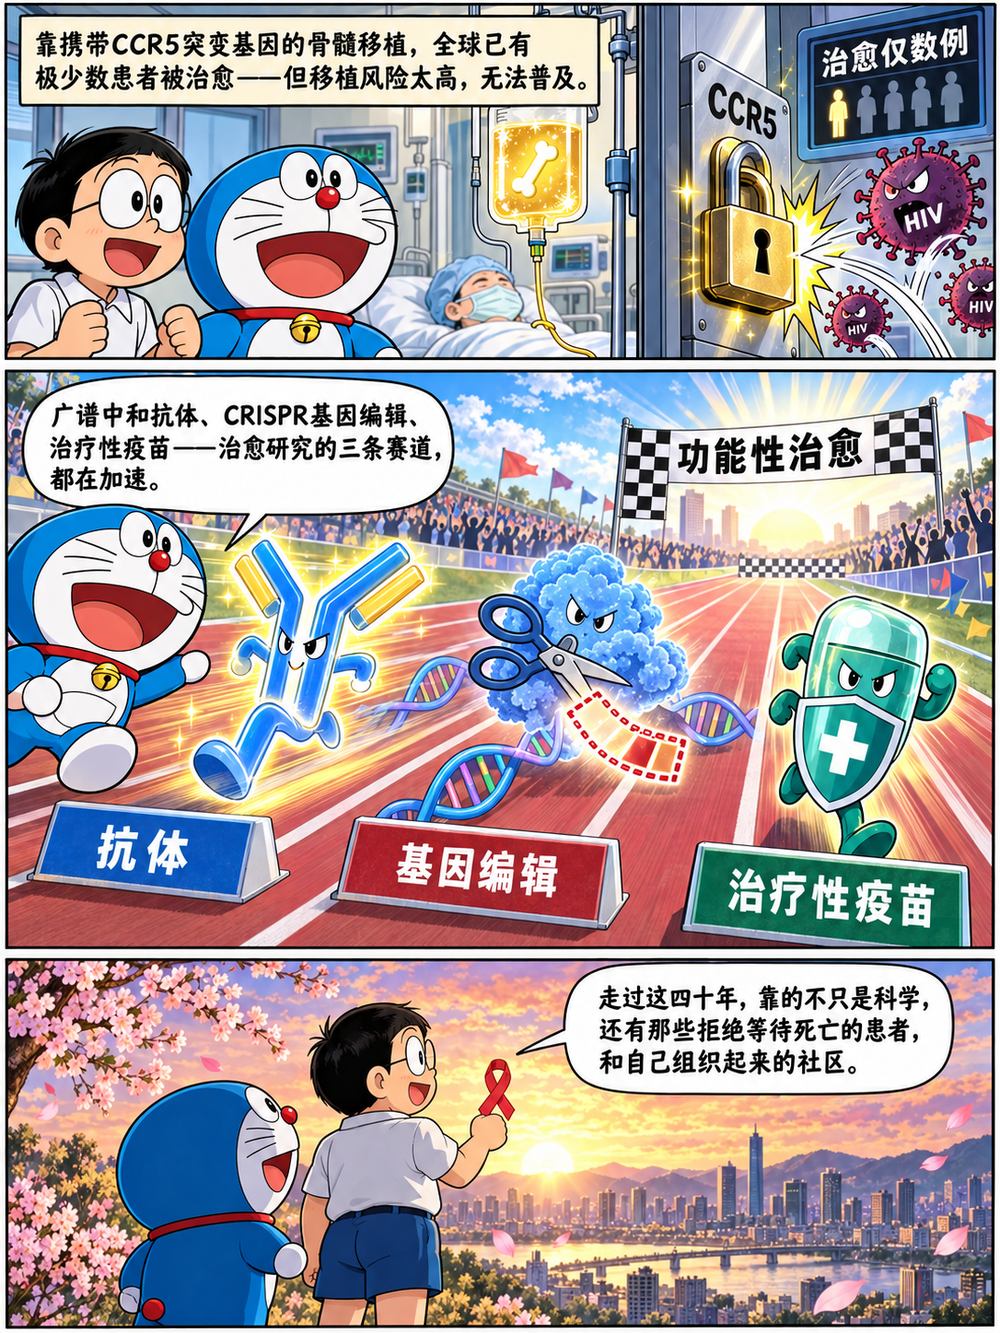 靠携带CCR5突变基因的骨髓移植，全球已有
极少数患者被治愈——但移植风险太高，无法普及。
治愈仅数例
CCR5
HIV
HIV
HIV
广谱中和抗体、CRISPR基因编辑、
治疗性疫苗——治愈研究的三条赛道，
都在加速。
功能性治愈
抗体
基因编辑
治疗性疫苗
走过这四十年，靠的不只是科学，
还有那些拒绝等待死亡的患者，
和自己组织起来的社区。